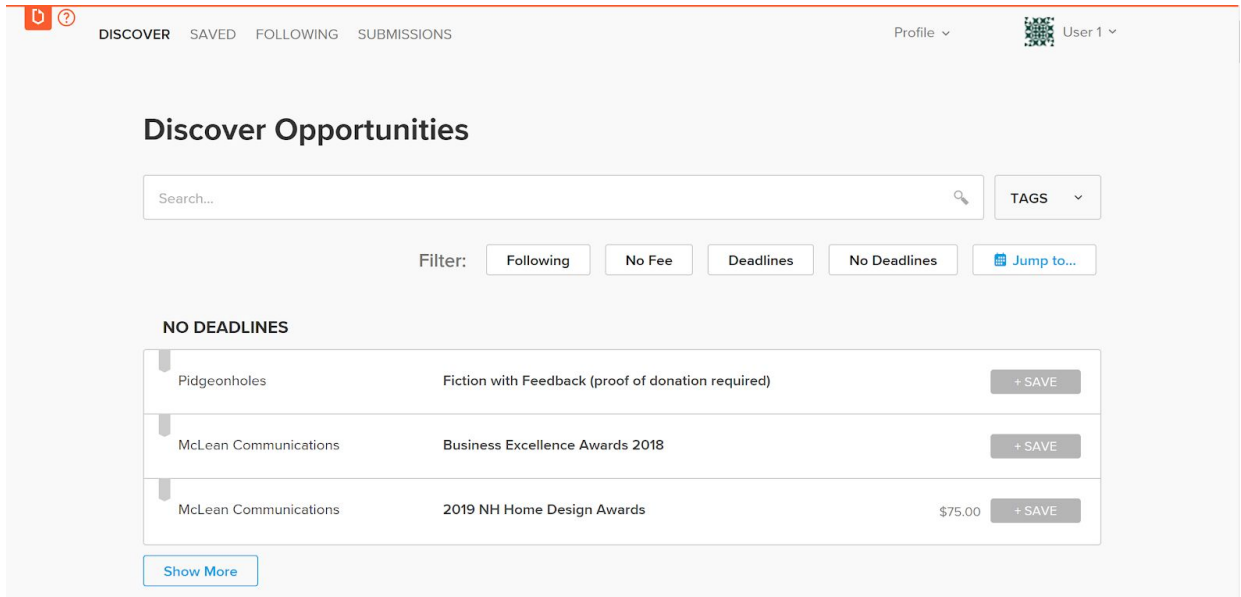 DISCOVER SAVED FOLLOWING SUBMISSIONS Profile User 1
Discover Opportunities
Search... TAGS
Filter: Following No Fee Deadlines No Deadlines Jump to...
NO DEADLINES
Pidgeonholes Fiction with Feedback (proof of donation required) + SAVE
McLean Communications Business Excellence Awards 2018 + SAVE
McLean Communications 2019 NH Home Design Awards $75.00 + SAVE
Show More